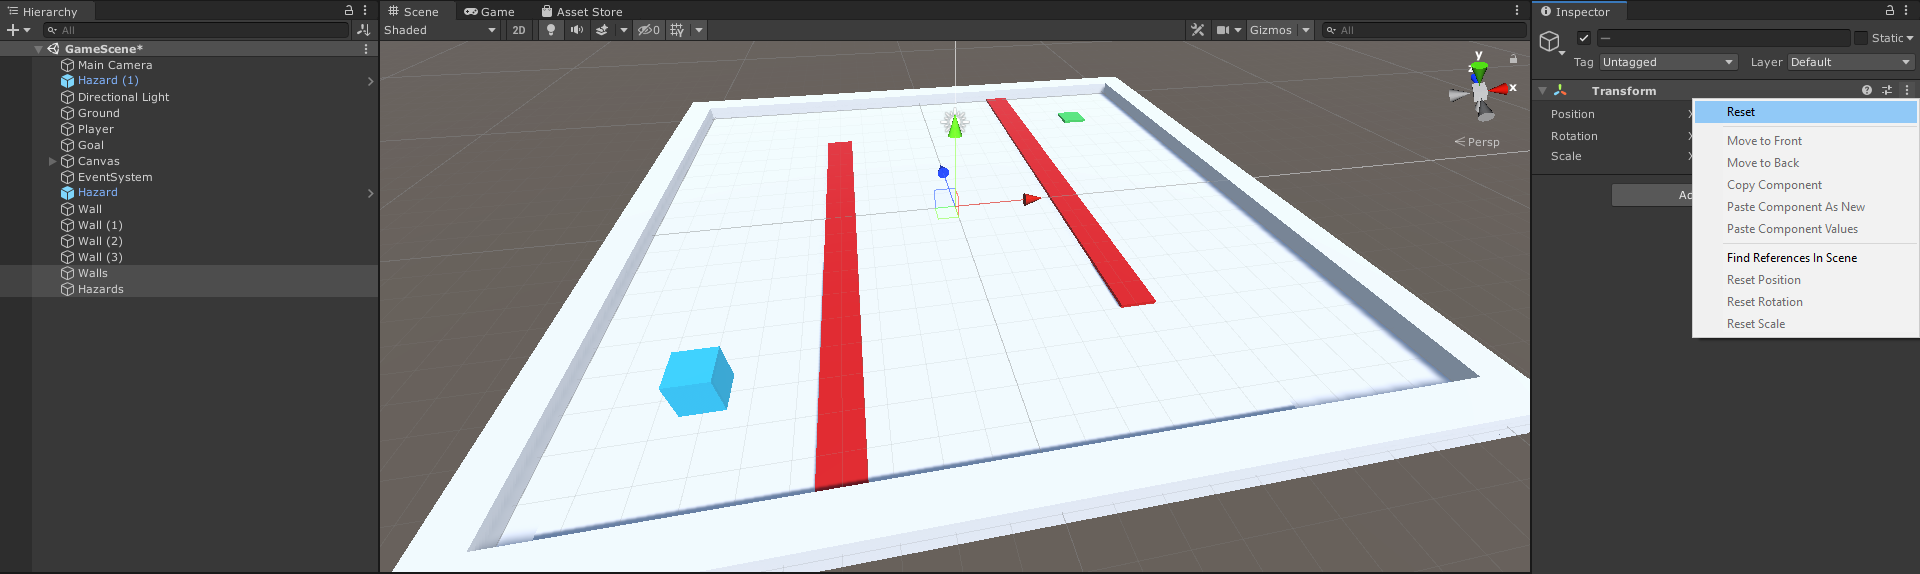 Hierarchy
All
GameScene*
Main Camera
Hazard (1)
Directional Light
Ground
Player
Goal
Canvas
EventSystem
Hazard
Wall
Wall (1)
Wall (2)
Wall (3)
Walls
Hazards
Scene Game Asset Store
Shaded 2D 0 Gizmos All
y
z
x
Persp
Inspector
— Static
Tag Untagged Layer Default
Transform
Position X
Rotation X
Scale X
Ad
Reset
Move to Front
Move to Back
Copy Component
Paste Component As New
Paste Component Values
Find References In Scene
Reset Position
Reset Rotation
Reset Scale